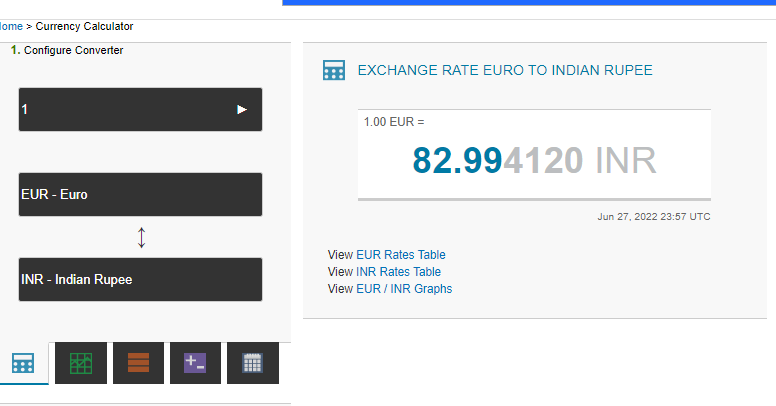 ome > Currency Calculator
1. Configure Converter
1
EUR - Euro
INR - Indian Rupee
EXCHANGE RATE EURO TO INDIAN RUPEE
1.00 EUR =
82.994120 INR
Jun 27, 2022 23:57 UTC
View EUR Rates Table
View INR Rates Table
View EUR / INR Graphs